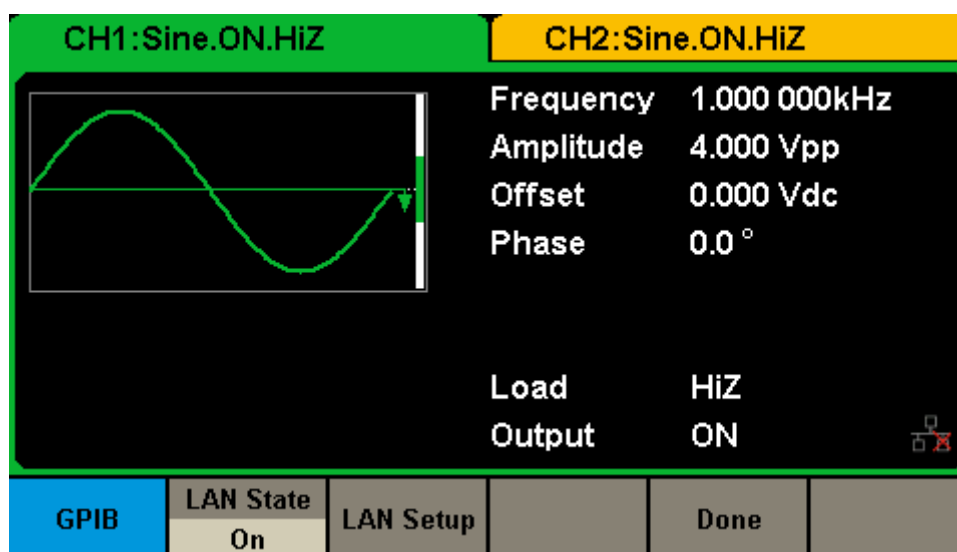 CH1:Sine.ON.HiZ
CH2:Sine.ON.HiZ
Frequency 1.000 000kHz
Amplitude 4.000 Vpp
Offset 0.000 Vdc
Phase 0.0 °
Load HiZ
Output ON
GPIB
LAN State
On
LAN Setup
Done